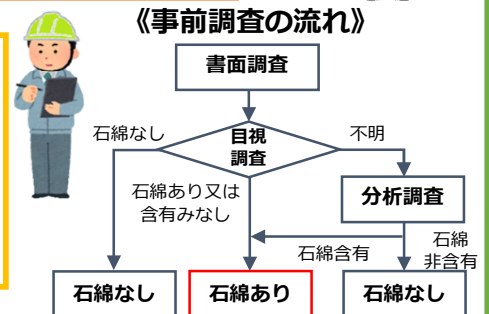 《事前調査の流れ》
書面調査
石綿なし
目視
調査
不明
石綿あり又は
含有みなし
分析調査
石綿含有
石綿
非含有
石綿なし
石綿あり
石綿なし